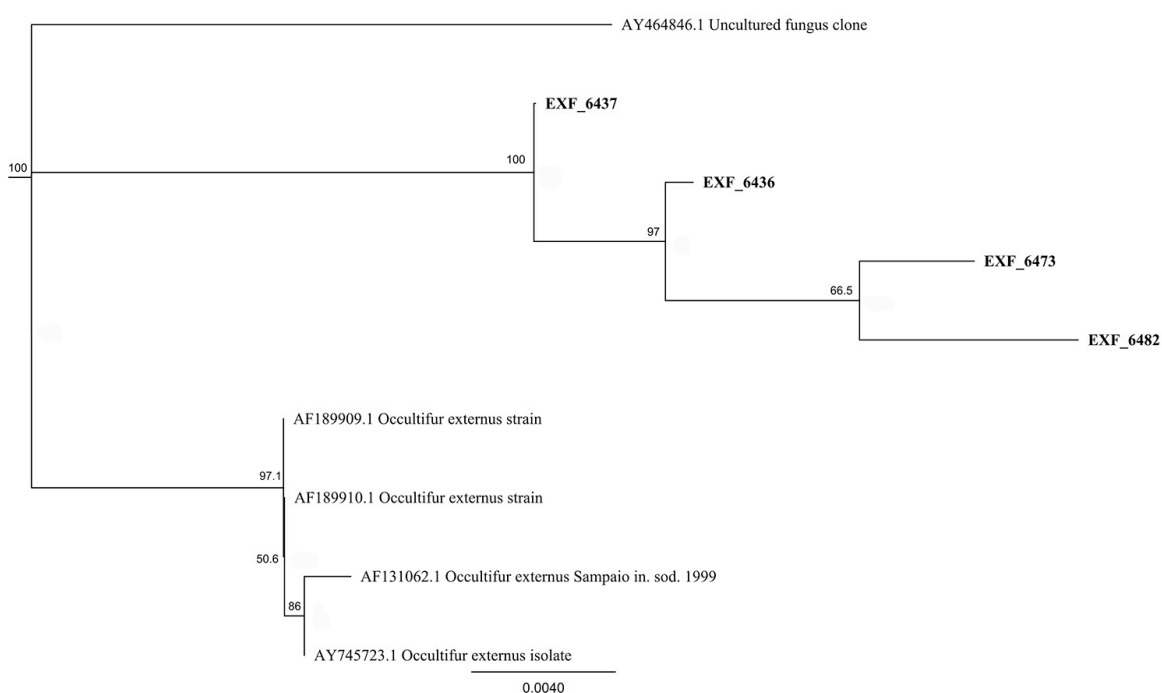 AY464846.1 Uncultured fungus clone
EXF_6437
100
100
EXF_6436
97
EXF_6473
66.5
EXF_6482
AF189909.1 Occultifur externus strain
97.1
AF189910.1 Occultifur externus strain
50.6
AF131062.1 Occultifur externus Sampaio in. sod. 1999
86
AY745723.1 Occultifur externus isolate
0.0040